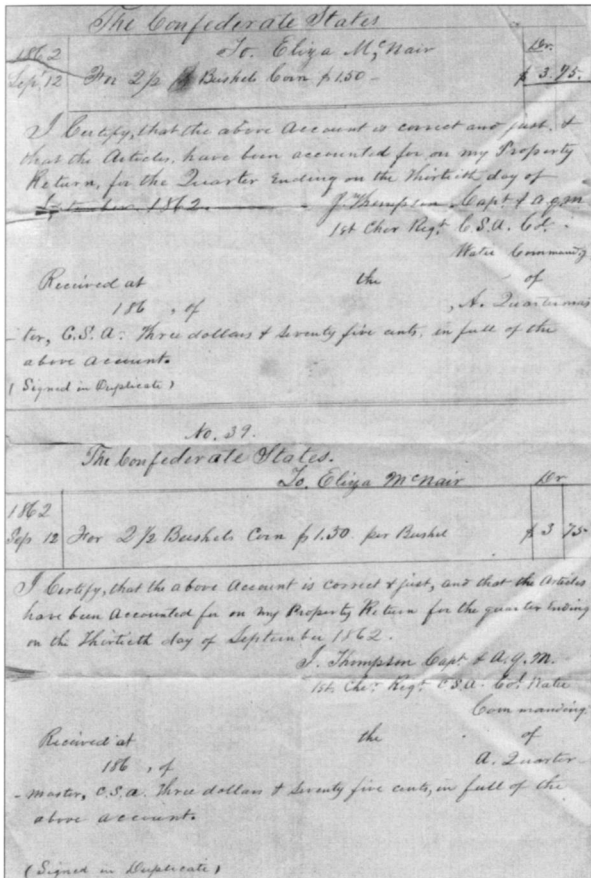 The Confederate States
1862 To. Eliza McNair Dr.
Sep. 12 For 2 1/2 Bushels Corn $1.50 - $ 3.75.
I Certify, that the above Account is correct and just, &
that the Articles, have been accounted for on my Property
Return, for the Quarter Ending on the Thirtieth day of
September 1862. J. Thompson Capt & A.Q.M
1st Cher Regt. C.S.A. Col.
Watie Commandg
Received at the of
186 , of , A. Quartermas
-ter, C.S.A. Three dollars & Seventy five cents, in full of the
above account.
(Signed in Duplicate)
No. 39.
The Confederate States.
To, Eliza McNair Dr
1862
Sep 12 For 2 1/2 Bushels Corn $1.50 per Bushel $ 3 75
I Certify, that the above Account is correct & just, and that the Articles
have been Accounted for on my Property Return for the quarter Ending
on the Thirtieth day of September 1862.
J. Thompson Capt & A.Q.M.
1st. Cher. Regt. C.S.A. Col. Watie
Commanding
Received at the of
186 , of A. Quarter-
-master, C.S.A. Three dollars & Seventy five cents, in full of the
above account.
(Signed in Duplicate)